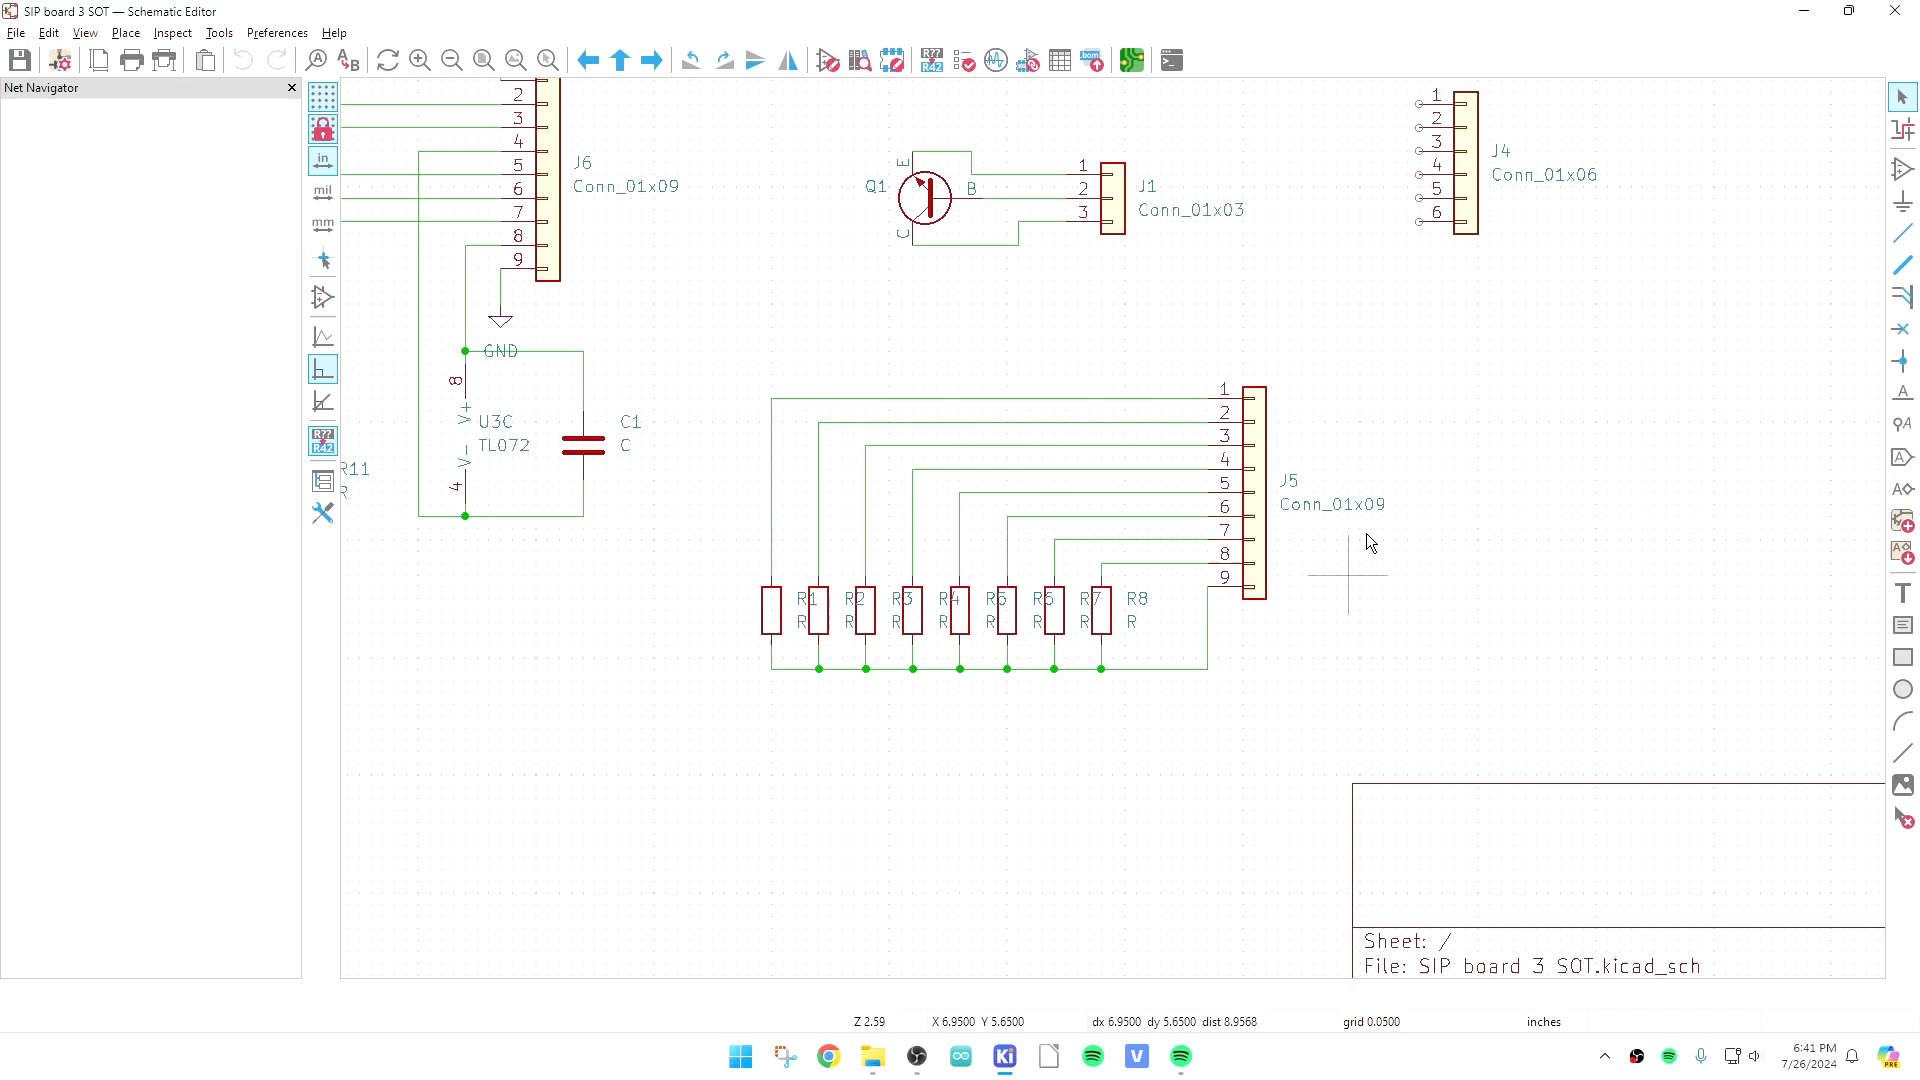 SIP board 3 SOT — Schematic Editor
File Edit View Place Inspect Tools Preferences Help
Net Navigator
in
mil
mm
R??
R42
2
3
4
5
6
7
8
9
J6
Conn_01x09
GND
8
V+
V-
4
U3C
TL072
C1
C
R11
R
Q1
E
B
C
1
2
3
J1
Conn_01x03
1
2
3
4
5
6
J4
Conn_01x06
1
2
3
4
5
6
7
8
9
J5
Conn_01x09
R1 R2 R3 R4 R6 R5 R7 R8
R R R R R R R R
Sheet: /
File: SIP board 3 SOT.kicad_sch
Z 2.59 X 6.9500 Y 5.6500 dx 6.9500 dy 5.6500 dist 8.9568 grid 0.0500 inches
6:41 PM
7/26/2024